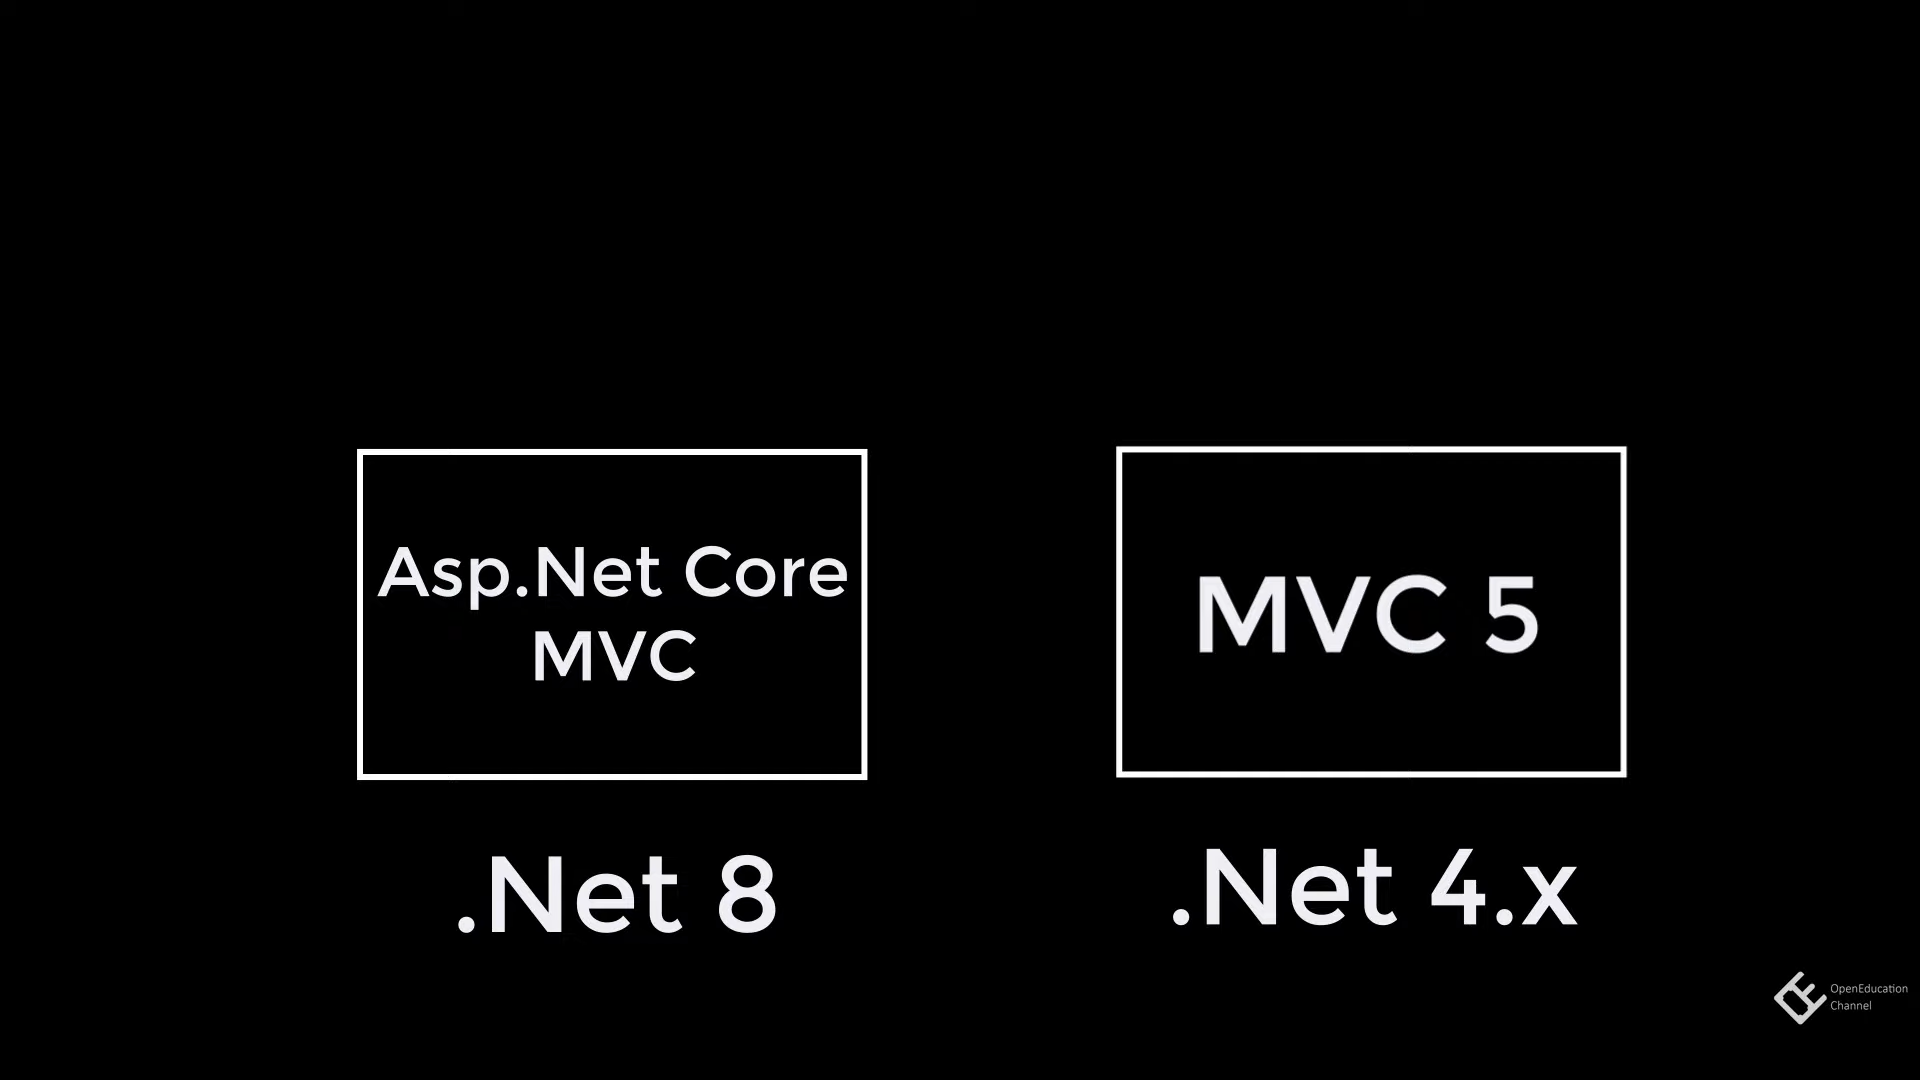 Asp.Net Core
MVC
.Net 8
MVC 5
.Net 4.x
OpenEducation
Channel